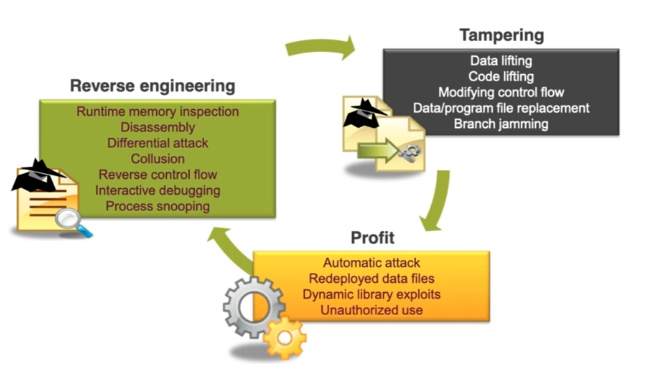 Tampering
Data lifting
Code lifting
Modifying control flow
Data/program file replacement
Branch jamming
Reverse engineering
Runtime memory inspection
Disassembly
Differential attack
Collusion
Reverse control flow
Interactive debugging
Process snooping
Profit
Automatic attack
Redeployed data files
Dynamic library exploits
Unauthorized use